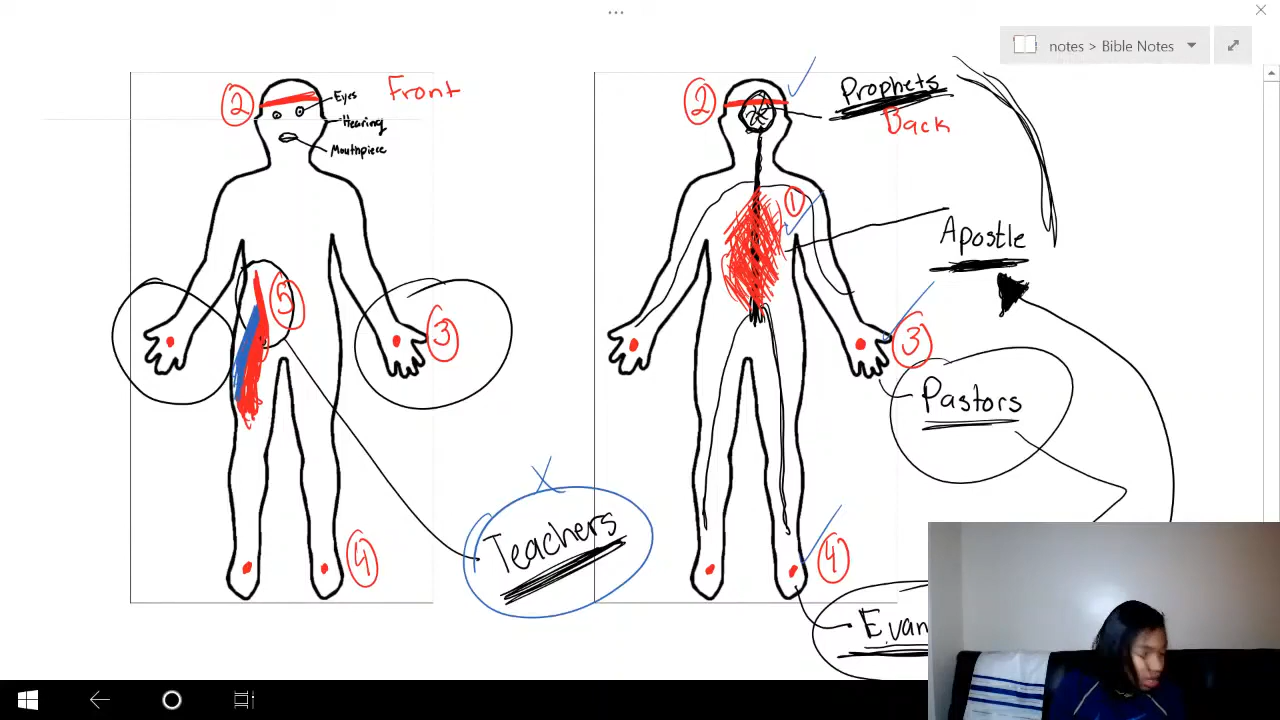 notes > Bible Notes
2
Front
Eyes
Hearing
Mouthpiece
5
3
4
Teachers
2
Prophets
Back
1
Apostle
3
Pastors
4
Evan